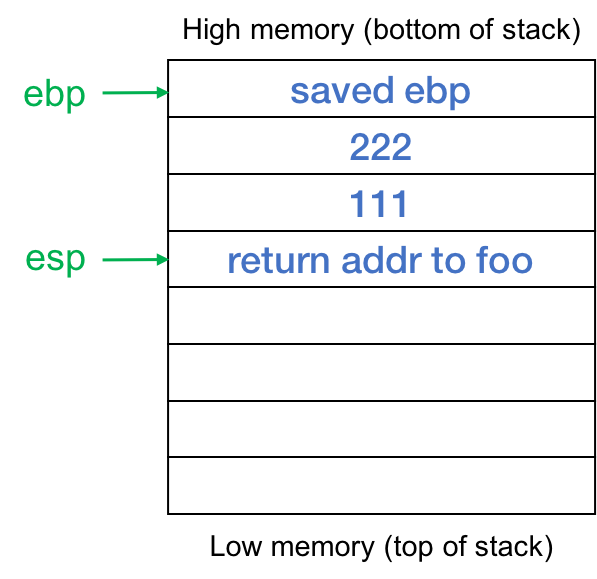 High memory (bottom of stack)
ebp
saved ebp
222
111
esp
return addr to foo
Low memory (top of stack)